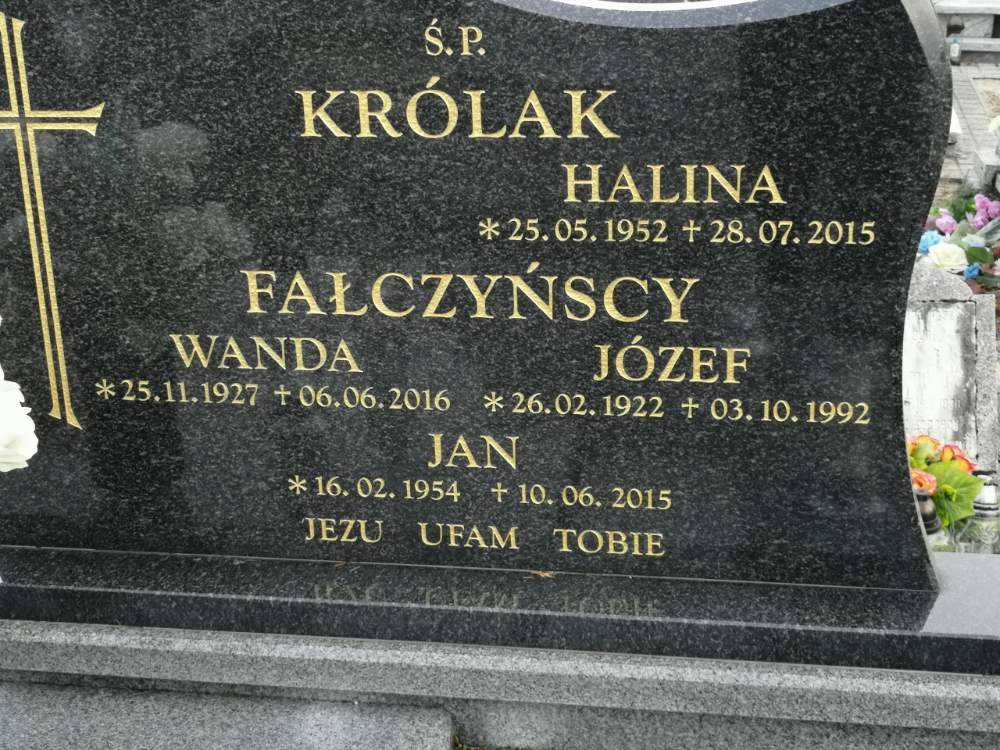 Ś.P.
KRÓLAK
HALINA
*25.05.1952 †28.07.2015
FAŁCZYŃSCY
WANDA JÓZEF
*25.11.1927 †06.06.2016 *26.02.1922 †03.10.1992
JAN
*16.02.1954 †10.06.2015
JEZU UFAM TOBIE